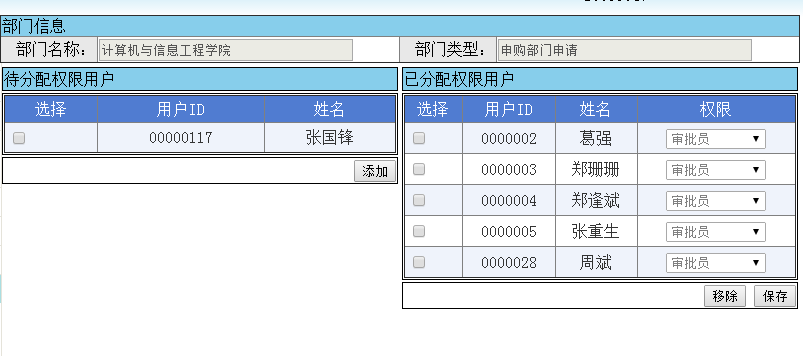 部门信息
部门名称： 计算机与信息工程学院 部门类型： 申购部门申请
待分配权限用户
选择 用户ID 姓名
00000117 张国锋
添加
已分配权限用户
选择 用户ID 姓名 权限
0000002 葛强 审批员
0000003 郑珊珊 审批员
0000004 郑逢斌 审批员
0000005 张重生 审批员
0000028 周斌 审批员
移除 保存